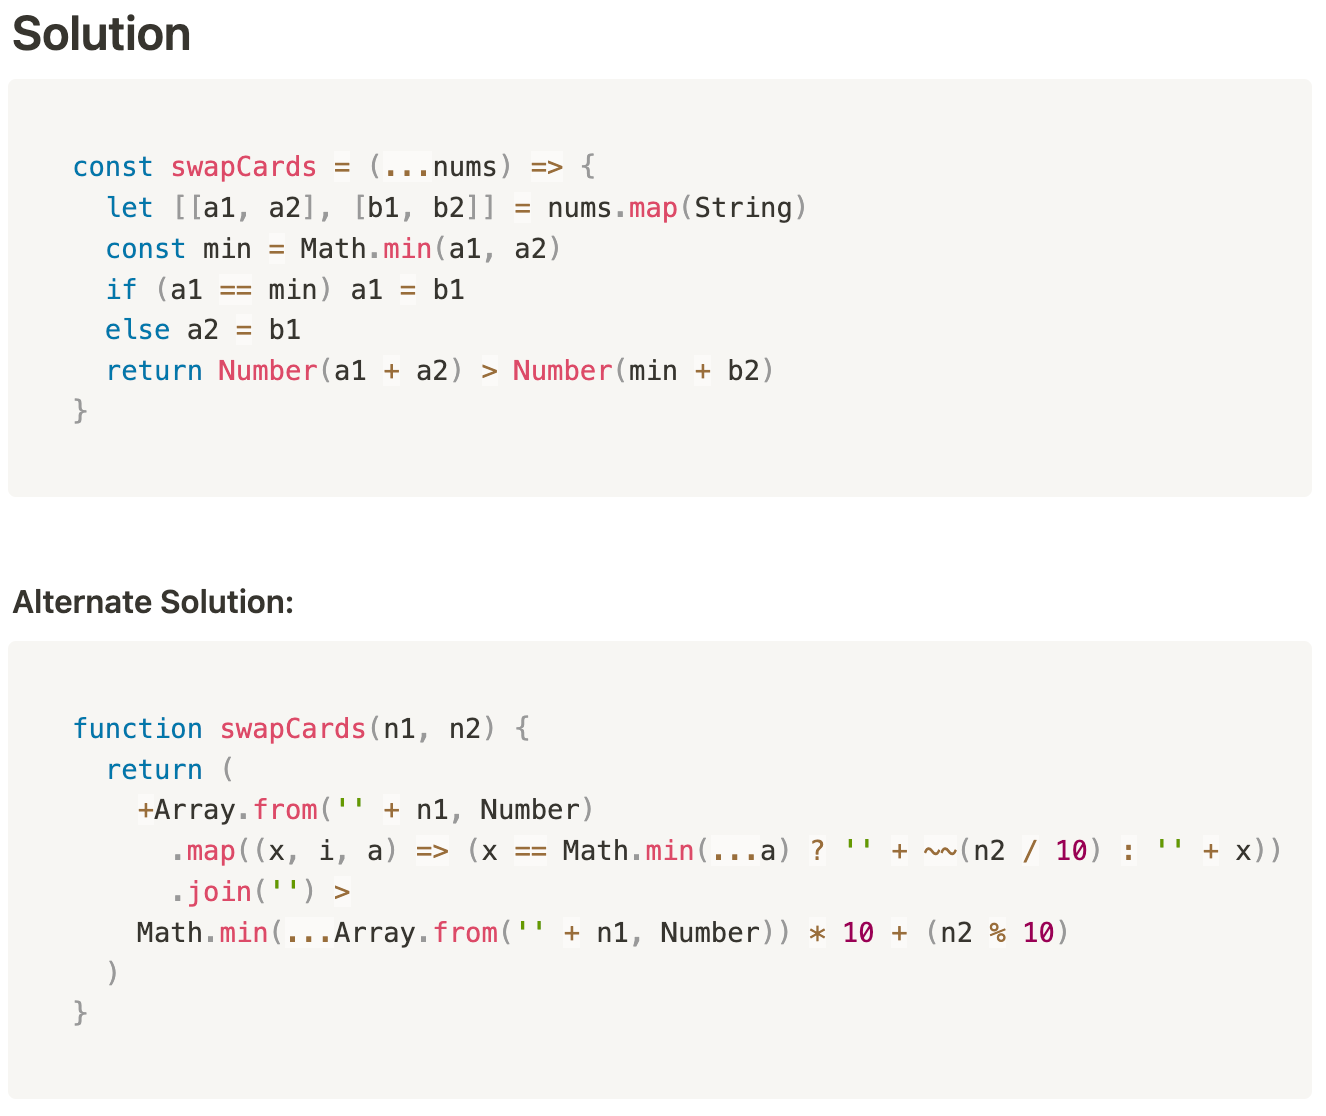 Solution
const swapCards = (...nums) => {
  let [[a1, a2], [b1, b2]] = nums.map(String)
  const min = Math.min(a1, a2)
  if (a1 == min) a1 = b1
  else a2 = b1
  return Number(a1 + a2) > Number(min + b2)
}
Alternate Solution:
function swapCards(n1, n2) {
  return (
    +Array.from('' + n1, Number)
      .map((x, i, a) => (x == Math.min(...a) ? '' + ~~(n2 / 10) : '' + x))
      .join('') >
    Math.min(...Array.from('' + n1, Number)) * 10 + (n2 % 10)
  )
}